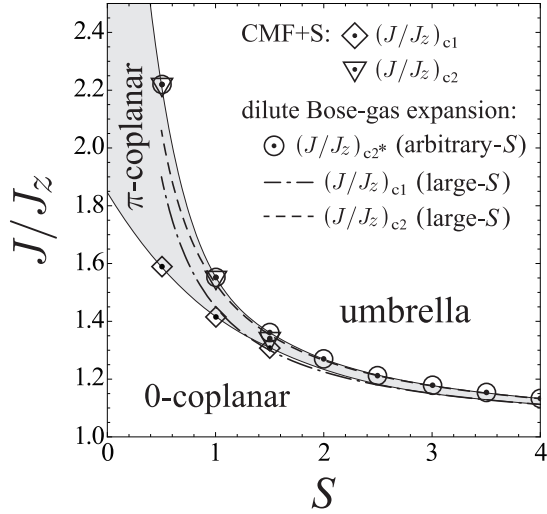 CMF+S: (J/J_z)_c1
(J/J_z)_c2
dilute Bose-gas expansion:
(J/J_z)_c2* (arbitrary-S)
(J/J_z)_c1 (large-S)
(J/J_z)_c2 (large-S)
π-coplanar
umbrella
0-coplanar
J/J_z
2.4
2.2
2.0
1.8
1.6
1.4
1.2
1.0
0 1 2 3 4
S